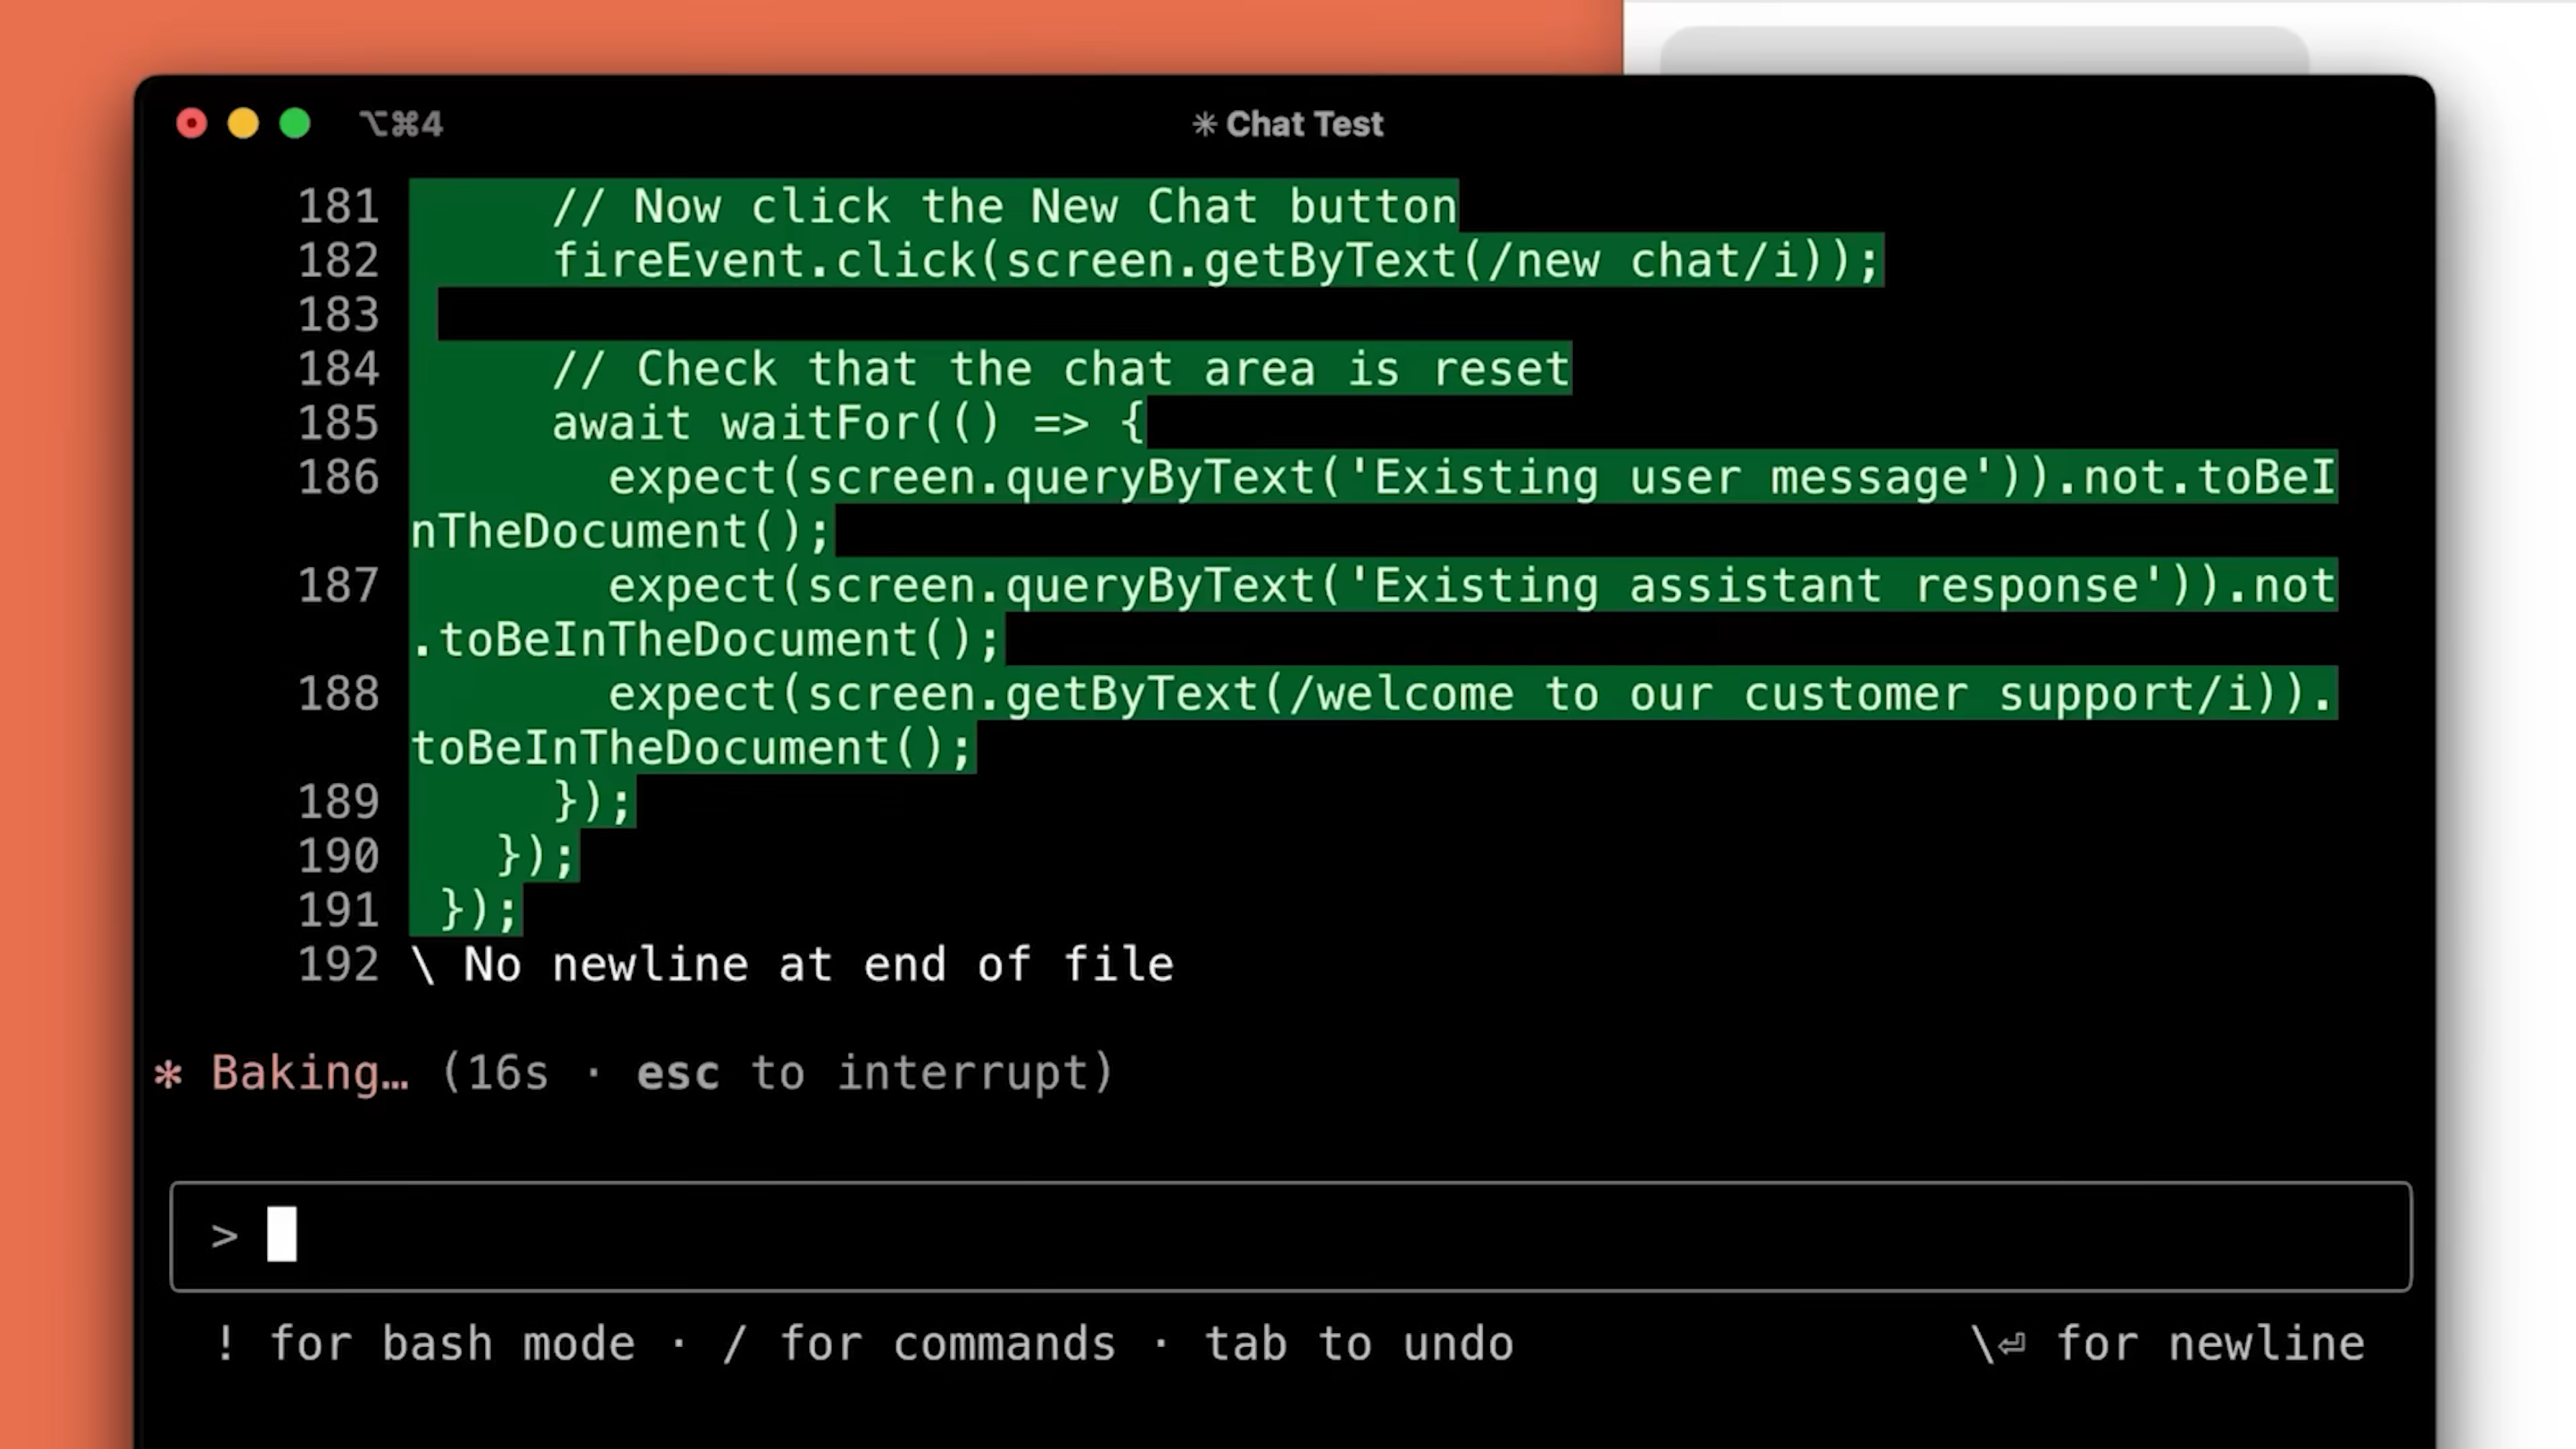 ⌥⌘4
✳ Chat Test
181 // Now click the New Chat button
182 fireEvent.click(screen.getByText(/new chat/i));
183
184 // Check that the chat area is reset
185 await waitFor(() => {
186 expect(screen.queryByText('Existing user message')).not.toBeI
nTheDocument();
187 expect(screen.queryByText('Existing assistant response')).not
.toBeInTheDocument();
188 expect(screen.getByText(/welcome to our customer support/i)).
toBeInTheDocument();
189 });
190 });
191 });
192 \ No newline at end of file
✻ Baking… (16s · esc to interrupt)
>
! for bash mode · / for commands · tab to undo
\⏎ for newline